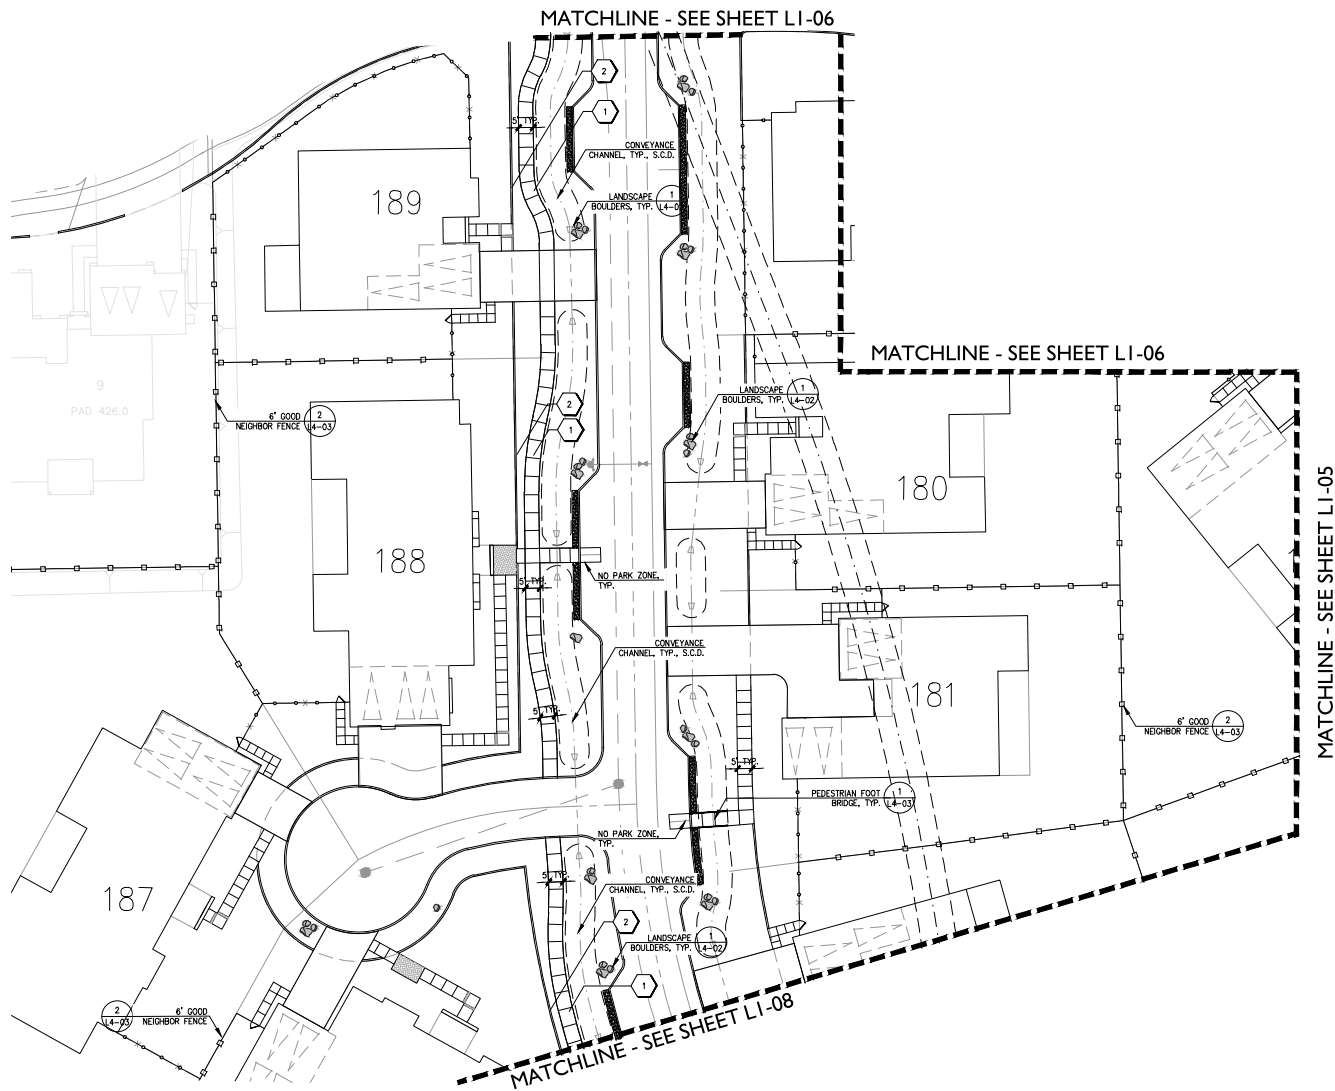 MATCHLINE - SEE SHEET L1-06
2
1
5' TYP.
CONVEYANCE
CHANNEL, TYP., S.C.D.
189
LANDSCAPE
BOULDERS, TYP.
1
L4-0
MATCHLINE - SEE SHEET L1-06
9
PAD 426.0
6' GOOD
NEIGHBOR FENCE
2
L4-03
2
1
LANDSCAPE
BOULDERS, TYP.
1
L4-02
180
MATCHLINE - SEE SHEET L1-05
188
5' TYP.
NO PARK ZONE,
TYP.
CONVEYANCE
CHANNEL, TYP., S.C.D.
181
5' TYP.
6' GOOD
NEIGHBOR FENCE
2
L4-03
5' TYP.
PEDESTRIAN FOOT
BRIDGE, TYP.
1
L4-03
NO PARK ZONE,
TYP.
187
5' TYP.
CONVEYANCE
CHANNEL, TYP., S.C.D.
2
LANDSCAPE
BOULDERS, TYP.
1
L4-02
1
2
L4-03
6' GOOD
NEIGHBOR FENCE
MATCHLINE - SEE SHEET L1-08